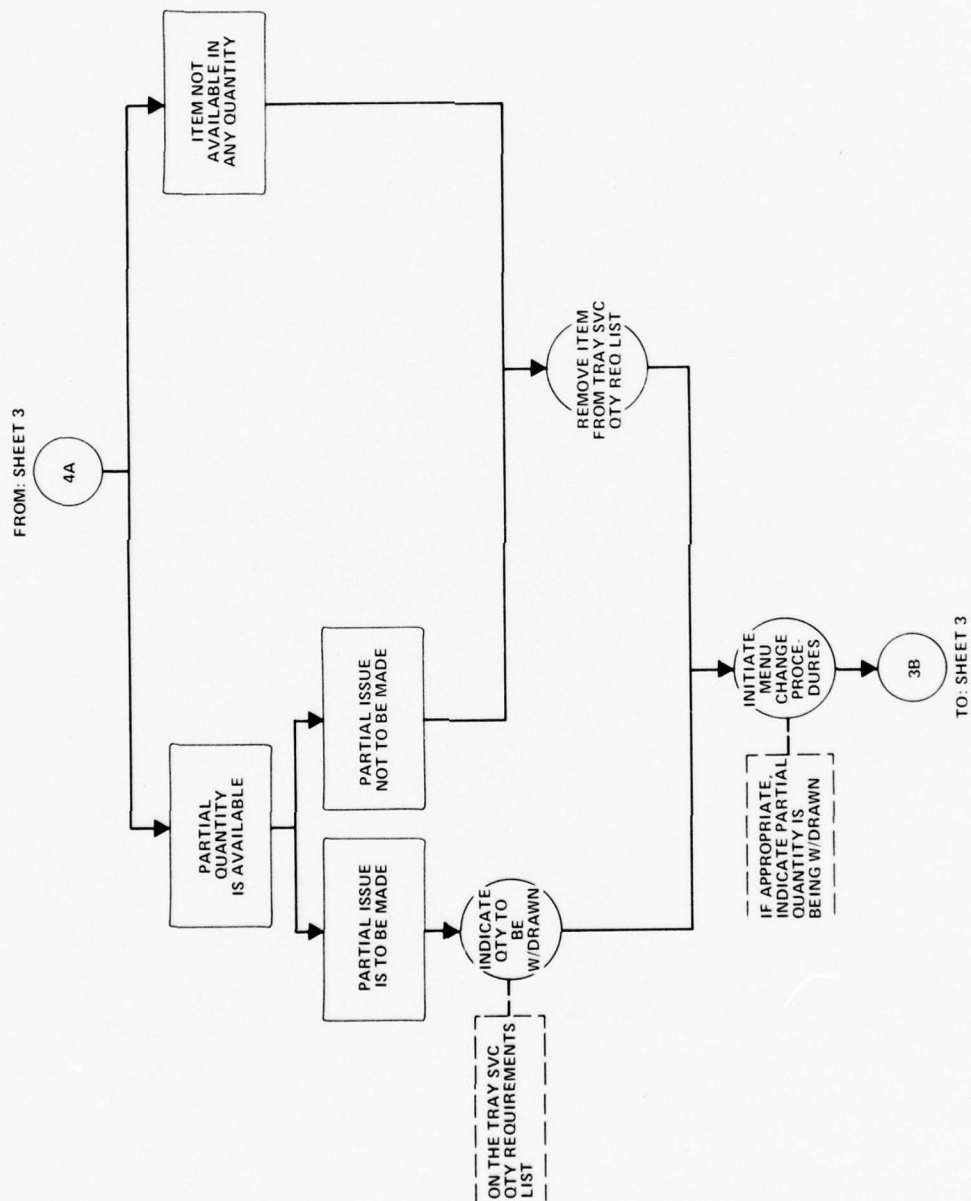 FROM: SHEET 3
4A
PARTIAL
QUANTITY
IS AVAILABLE
ITEM NOT
AVAILABLE IN
ANY QUANTITY
PARTIAL ISSUE
IS TO BE MADE
PARTIAL ISSUE
NOT TO BE MADE
ON THE TRAY SVC
QTY REQUIREMENTS
LIST
INDICATE
QTY TO
BE
W/DRAWN
REMOVE ITEM
FROM TRAY SVC
QTY REQ LIST
IF APPROPRIATE,
INDICATE PARTIAL
QUANTITY IS
BEING W/DRAWN
INITIATE
MENU
CHANGE
PROCE-
DURES
3B
TO: SHEET 3